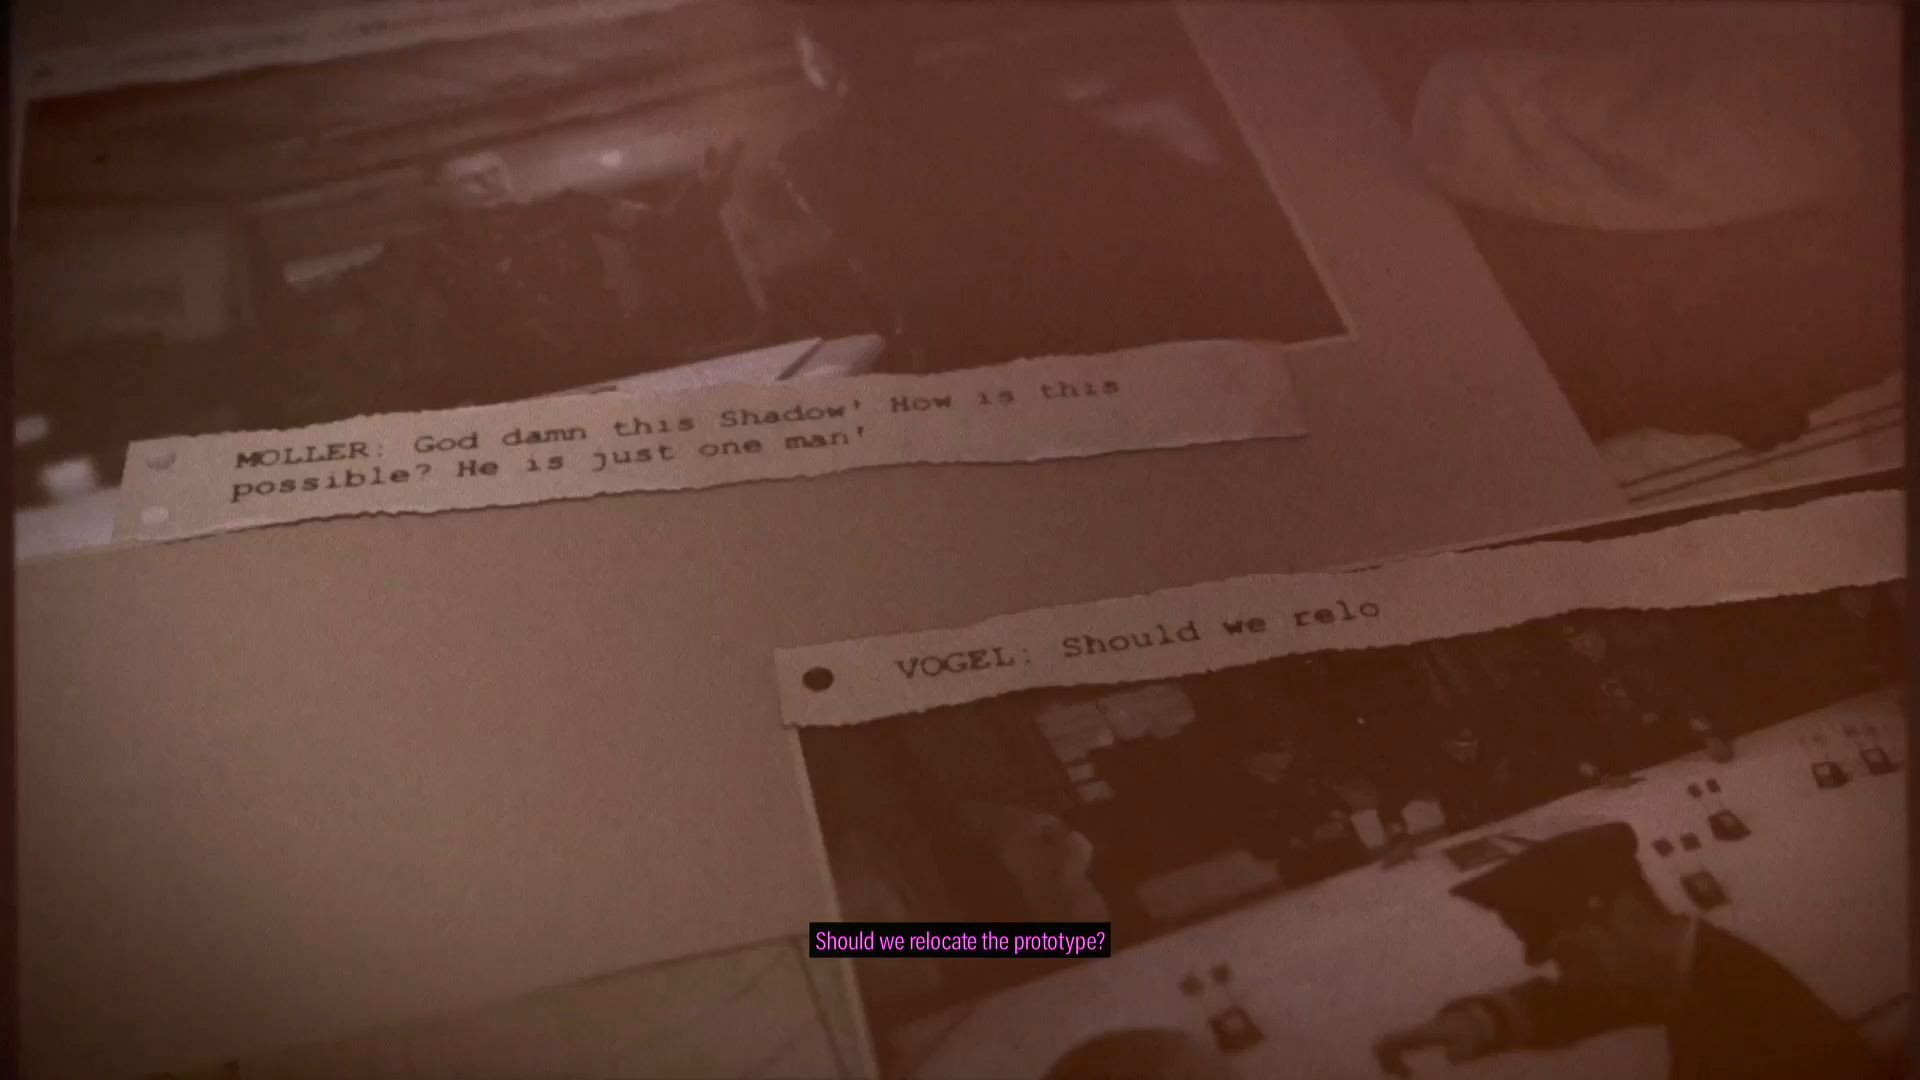 MOLLER: God damn this Shadow' How is this
possible? He is just one man'
VOGEL: Should we relo
Should we relocate the prototype?